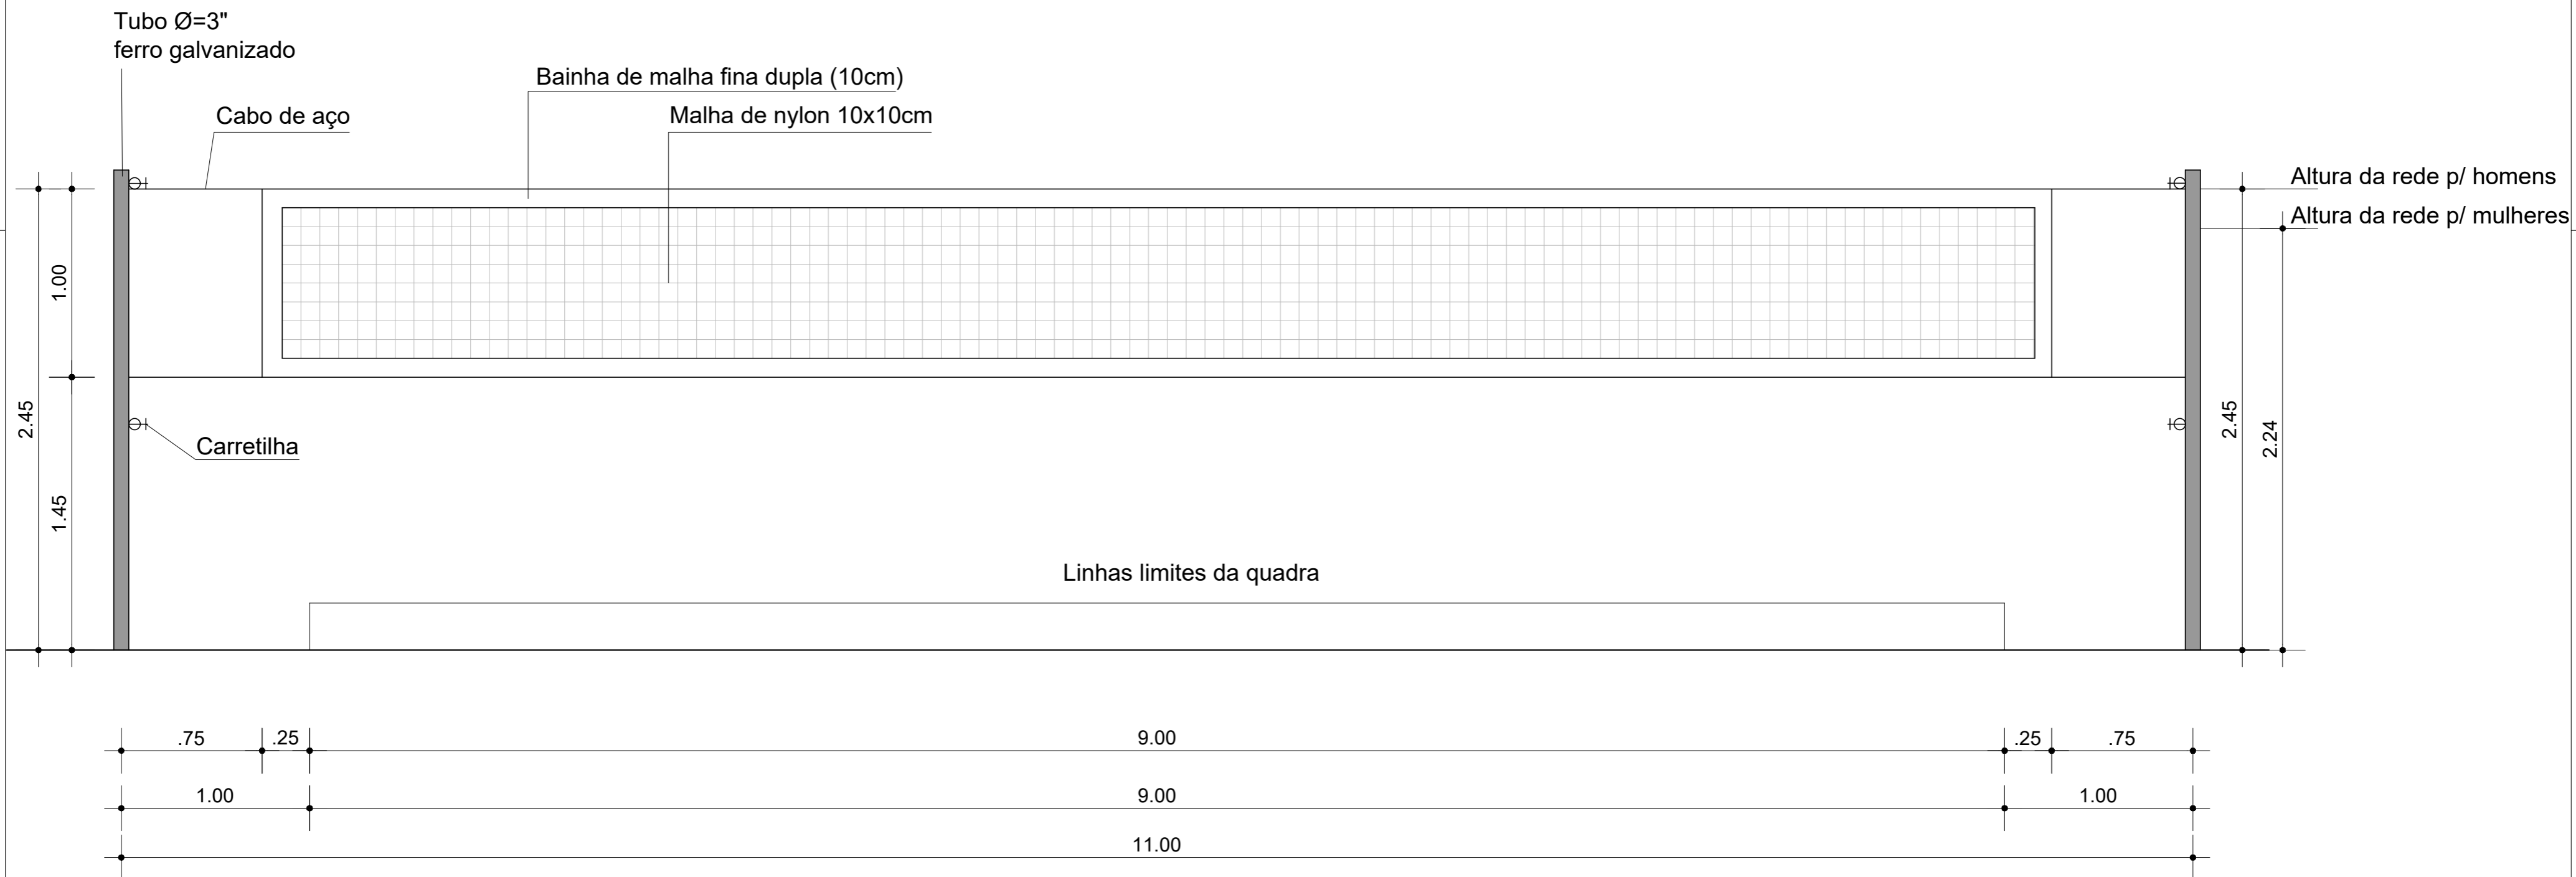 Tubo Ø=3"
ferro galvanizado
Bainha de malha fina dupla (10cm)
Cabo de aço
Malha de nylon 10x10cm
Altura da rede p/ homens
Altura da rede p/ mulheres
1.00
2.45
1.45
Carretilha
2.45
2.24
Linhas limites da quadra
.75
.25
9.00
.25
.75
1.00
9.00
1.00
11.00